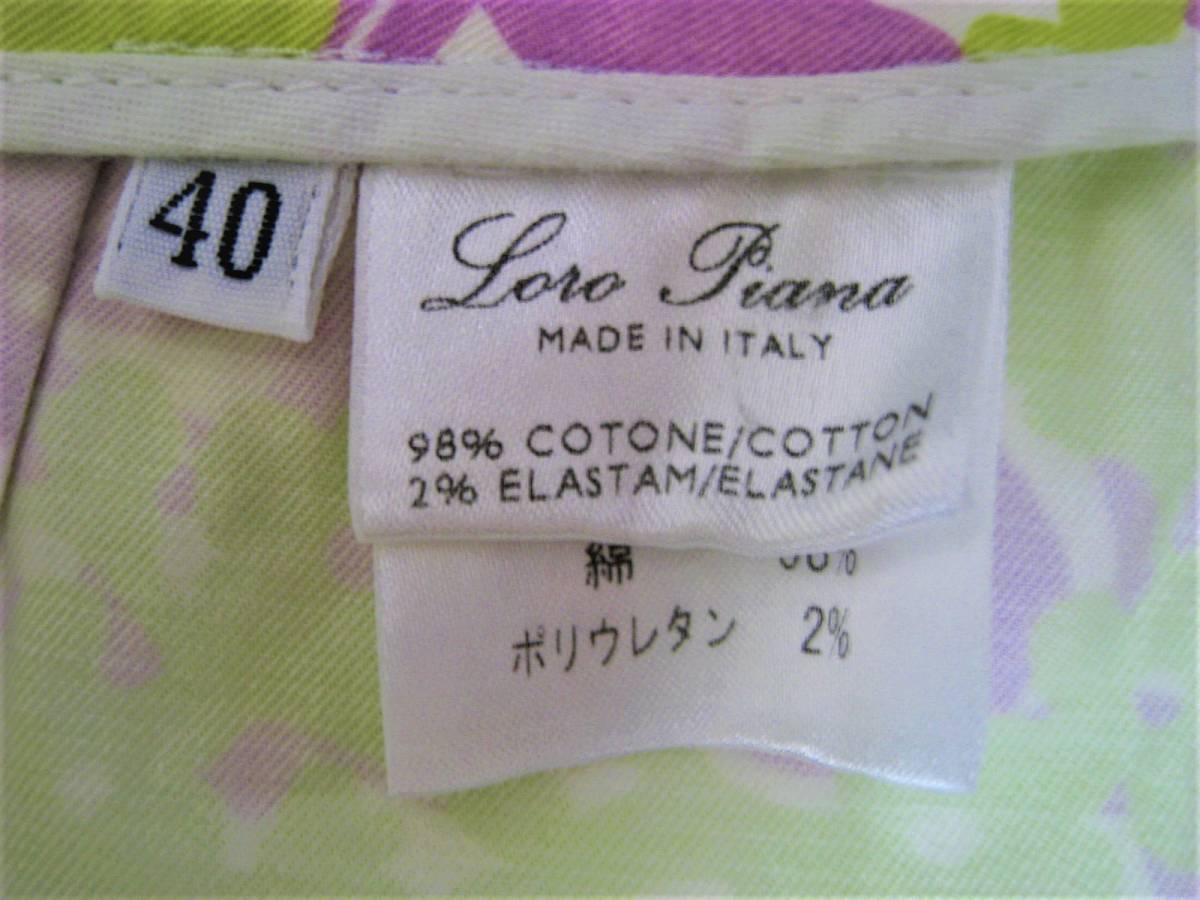 40
Loro Piana
MADE IN ITALY
98% COTONE/COTTON
2% ELASTAM/ELASTANE
綿
ポリウレタン 2%